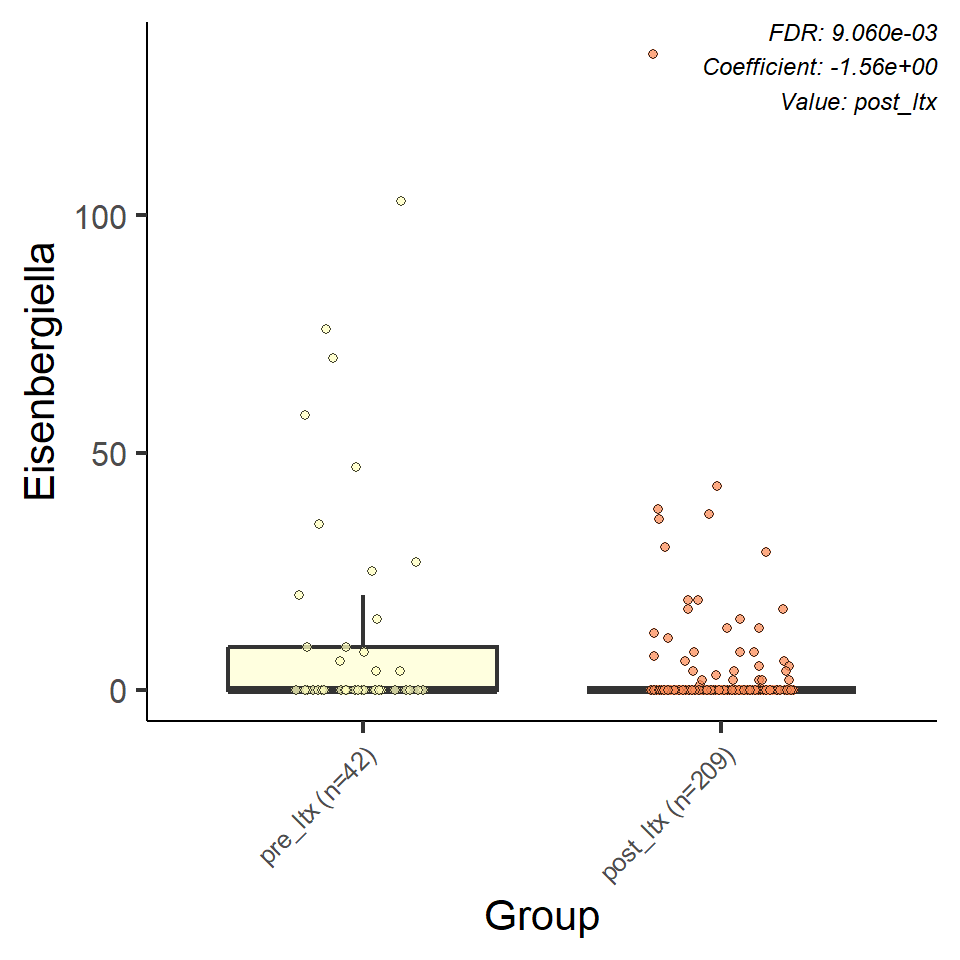 FDR: 9.060e-03
Coefficient: -1.56e+00
Value: post_ltx
100
50
0
Eisenbergiella
pre_ltx (n=42)
post_ltx (n=209)
Group